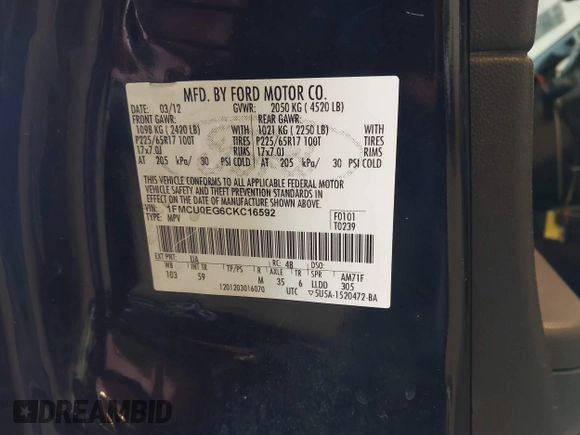 MFD. BY FORD MOTOR CO.
DATE: 03/12 GVWR: 2050 KG ( 4520 LB)
FRONT GAWR: REAR GAWR:
1098 KG ( 2420 LB) WITH 1021 KG ( 2250 LB) WITH
P225/65R17 100T TIRES P225/65R17 100T TIRES
17x7.0J RIMS 17x7.0J RIMS
AT 205 kPa/ 30 PSI COLD AT 205 kPa/ 30 PSI COLD
THIS VEHICLE CONFORMS TO ALL APPLICABLE FEDERAL MOTOR
VEHICLE SAFETY AND THEFT PREVENTION STANDARDS IN
EFFECT ON THE DATE OF MANUFACTURE SHOWN ABOVE.
VIN: 1FMCU0EG6CKC16592 F0101
TYPE: MPV T0239
EXT PNT: UA RC: 4B DSO:
WB INT TR TP/PS R AXLE TR SPR AM71F
103 59 M 35 6 LLDD 305
1201203016070 UTC ▽5U5A-1520472-BA
DREAMBID